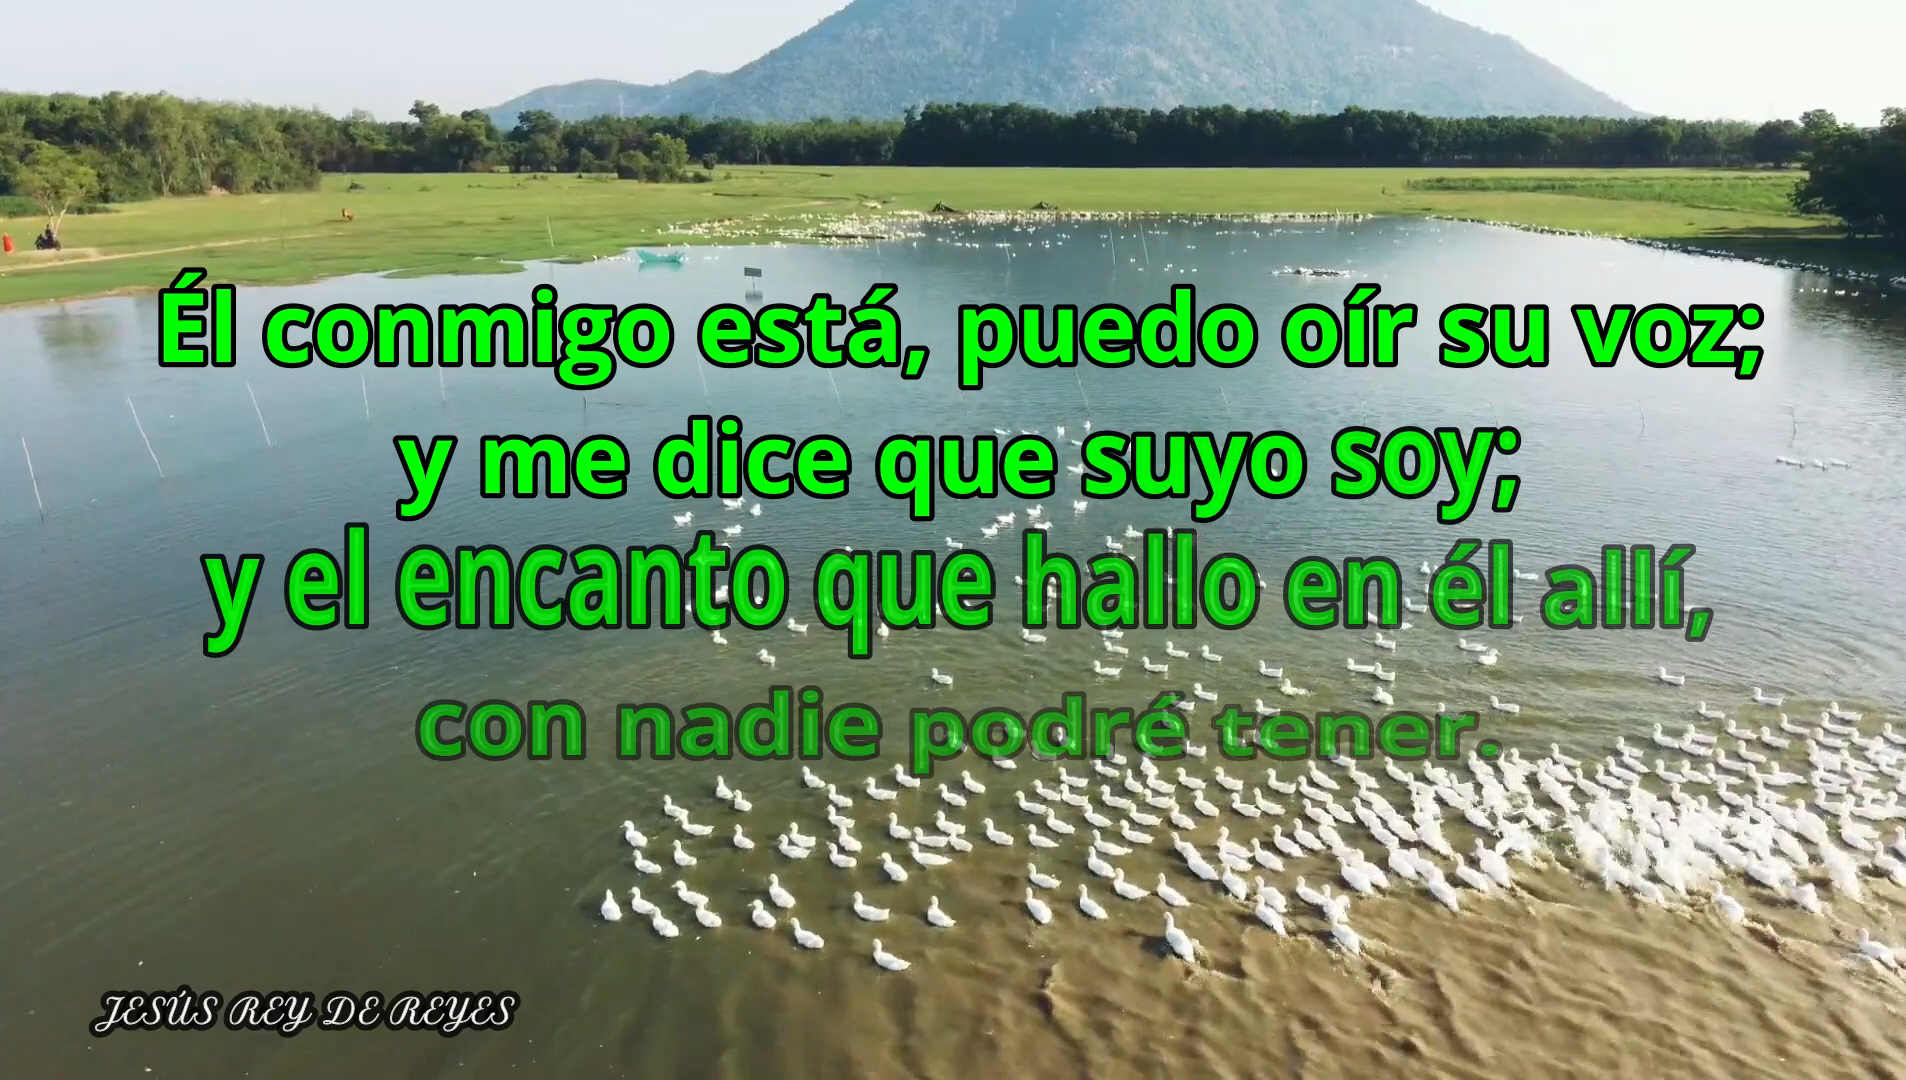 Él conmigo está, puedo oír su voz;
y me dice que suyo soy;
y el encanto que hallo en él allí,
con nadie podré tener.
JESÚS REY DE REYES